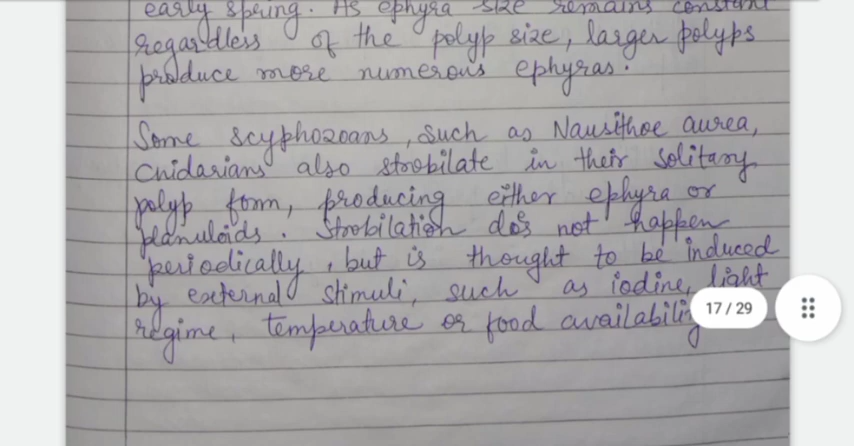 early spring. As ephyra size remains constant
regardless of the polyp size, larger polyps
produce more numerous ephyras.
Some scyphozoans, such as Nausithoe aurea,
cnidarians also strobilate in their solitary
polyp form, producing either ephyra or
planuloids. Strobilation does not happen
periodically, but is thought to be induced
by external stimuli, such as iodine, light
regime, temperature or food availabili
17 / 29